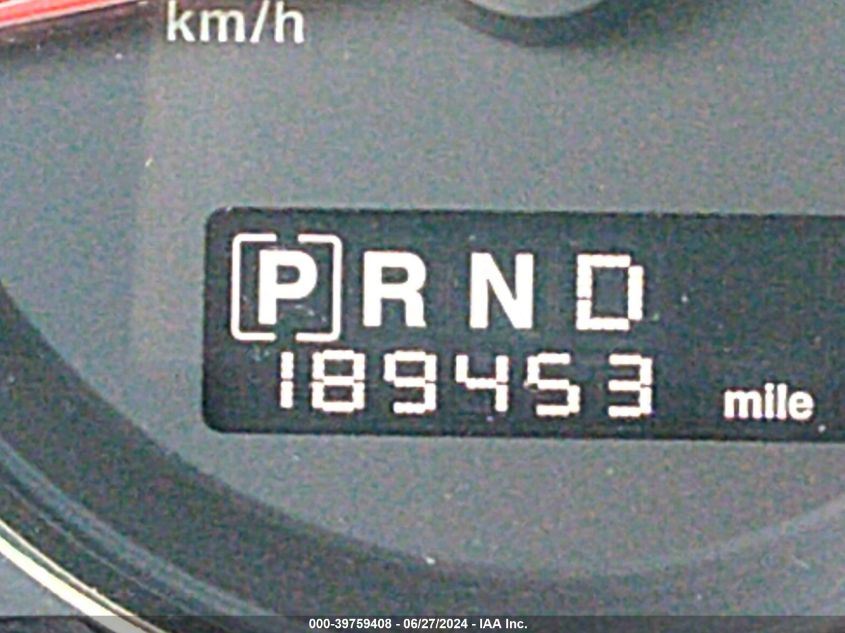 km/h
[P] R N D
189453 mile
000-39759408 - 06/27/2024 - IAA Inc.